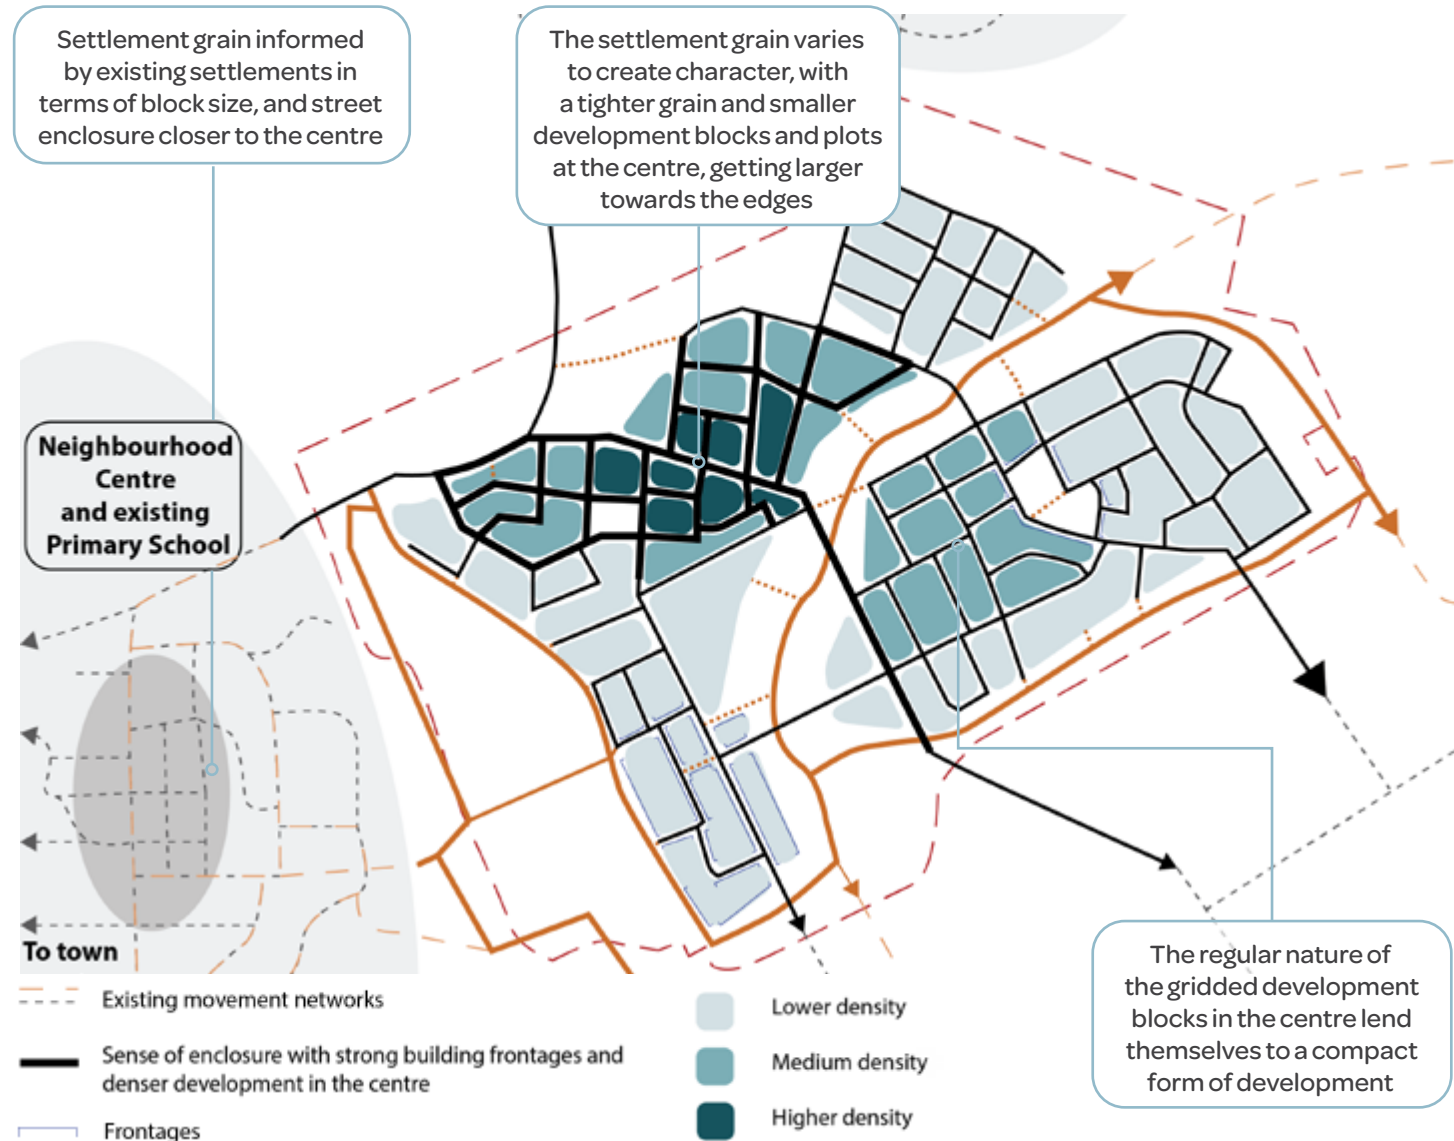 Settlement grain informed
by existing settlements in
terms of block size, and street
enclosure closer to the centre
The settlement grain varies
to create character, with
a tighter grain and smaller
development blocks and plots
at the centre, getting larger
towards the edges
Neighbourhood
Centre
and existing
Primary School
To town
The regular nature of
the gridded development
blocks in the centre lend
themselves to a compact
form of development
Existing movement networks
Sense of enclosure with strong building frontages and
denser development in the centre
Frontages
Lower density
Medium density
Higher density